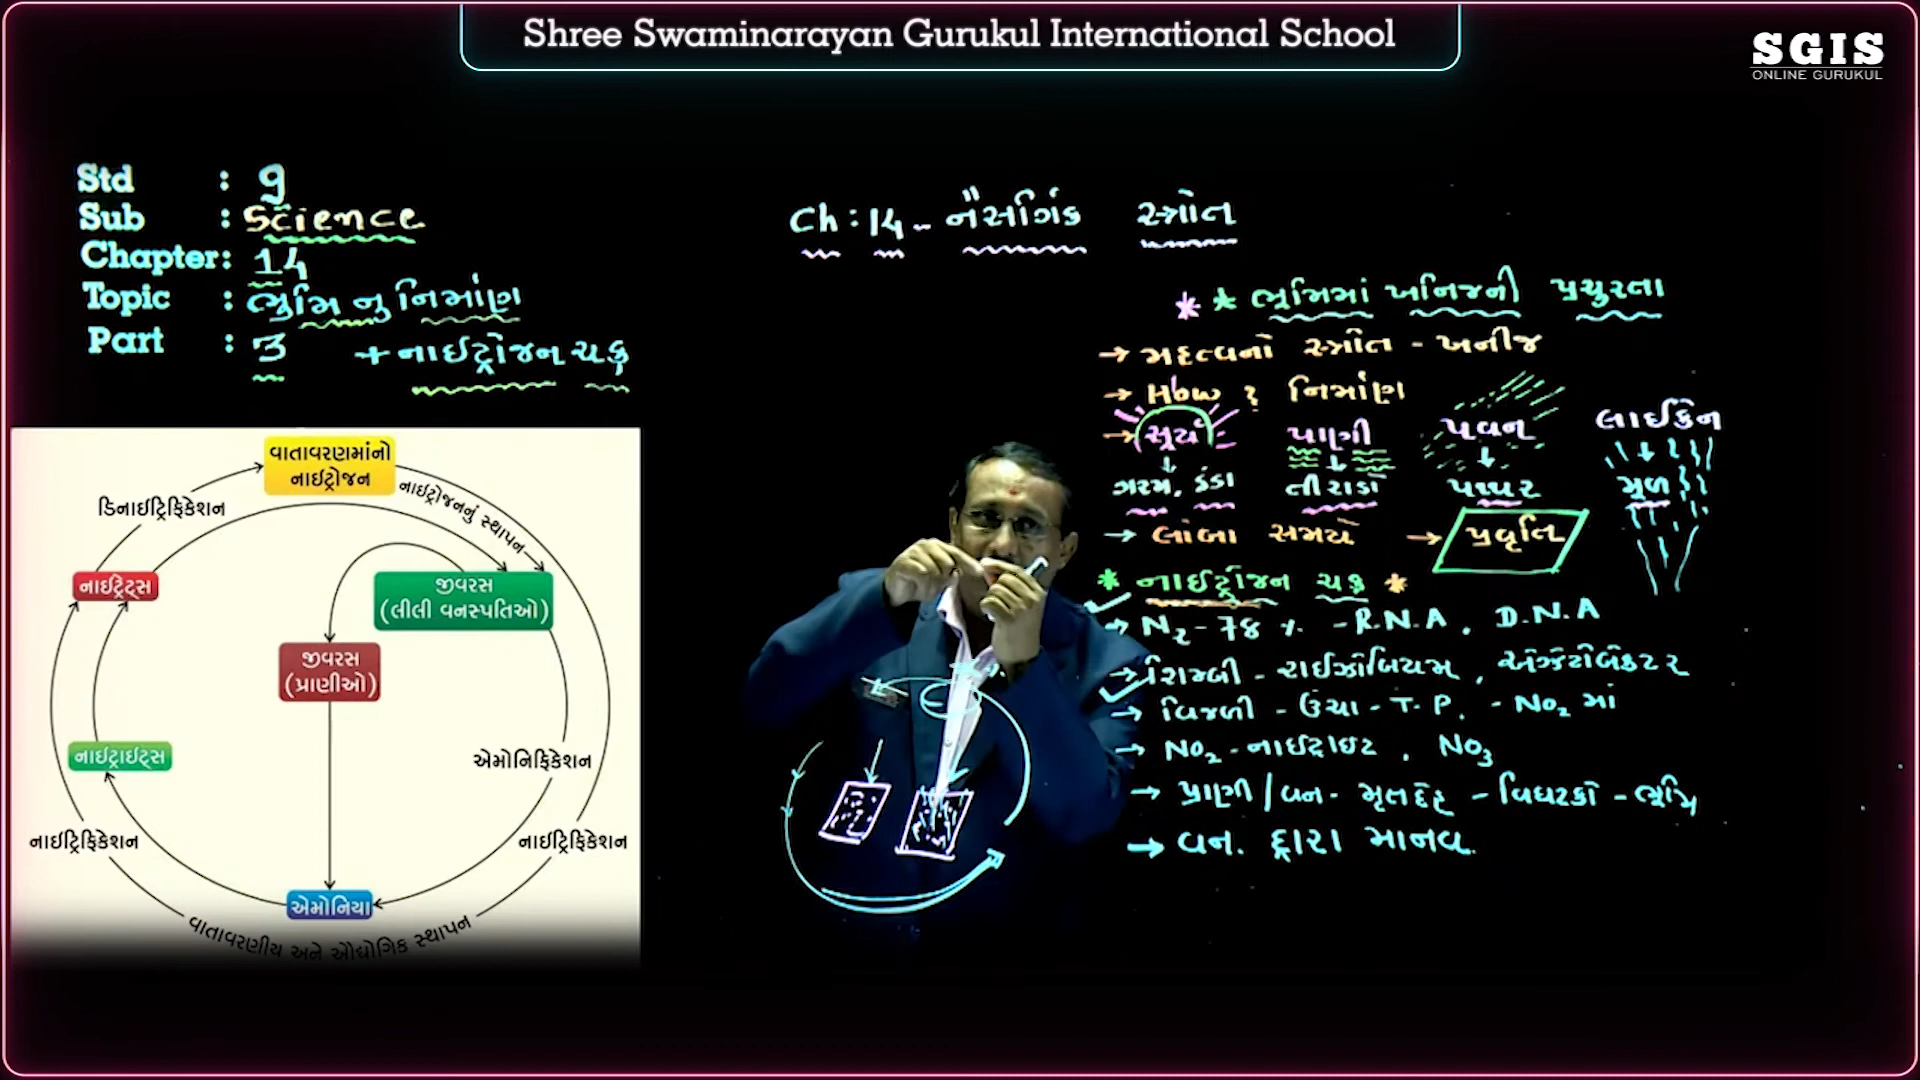 Shree Swaminarayan Gurukul International School
SGIS
ONLINE GURUKUL
Std : 9
Sub : Science
Chapter: 14
Topic : ભુમિ નુ નિર્માણ
Part : 3 + નાઈટ્રોજન ચક્ર
Ch : 14 - નૈસર્ગિક સ્ત્રોત
* * ભૂમિમાં ખનિજની પ્રચુરતા
→ મહત્વનો સ્ત્રોત - ખનીજ
→ How ? નિર્માણ
→ સૂર્ય પાણી પવન લાઈકેન
↓ ↓ ↓ ↓
ગરમ, ઠંડા તીરાડો પથ્થર મૂળ
→ લાંબા સમયે → પ્રવૃતિ
* નાઈટ્રોજન ચક્ર *
→ N2 - 78 % - R.N.A, D.N.A
→ શિમ્બી - રાઈઝોબિયમ, એઝેટોબેક્ટર
→ વિજળી - ઉંચા - T. P. - NO2 માં
→ NO2 - નાઈટ્રાઇટ, NO3
→ પ્રાણી / વન - મૃતદેહ - વિઘટકો - ભૂમિ
→ વન. દ્વારા માનવ.
વાતાવરણમાંનો
નાઈટ્રોજન
ડિનાઈટ્રિફિકેશન
નાઈટ્રોજનનું સ્થાપન
નાઈટ્રેટ્સ
જીવરસ
(લીલી વનસ્પતિઓ)
જીવરસ
(પ્રાણીઓ)
નાઈટ્રાઈટ્સ
એમોનિફિકેશન
નાઈટ્રિફિકેશન
નાઈટ્રિફિકેશન
એમોનિયા
વાતાવરણીય અને ઔદ્યોગિક સ્થાપન